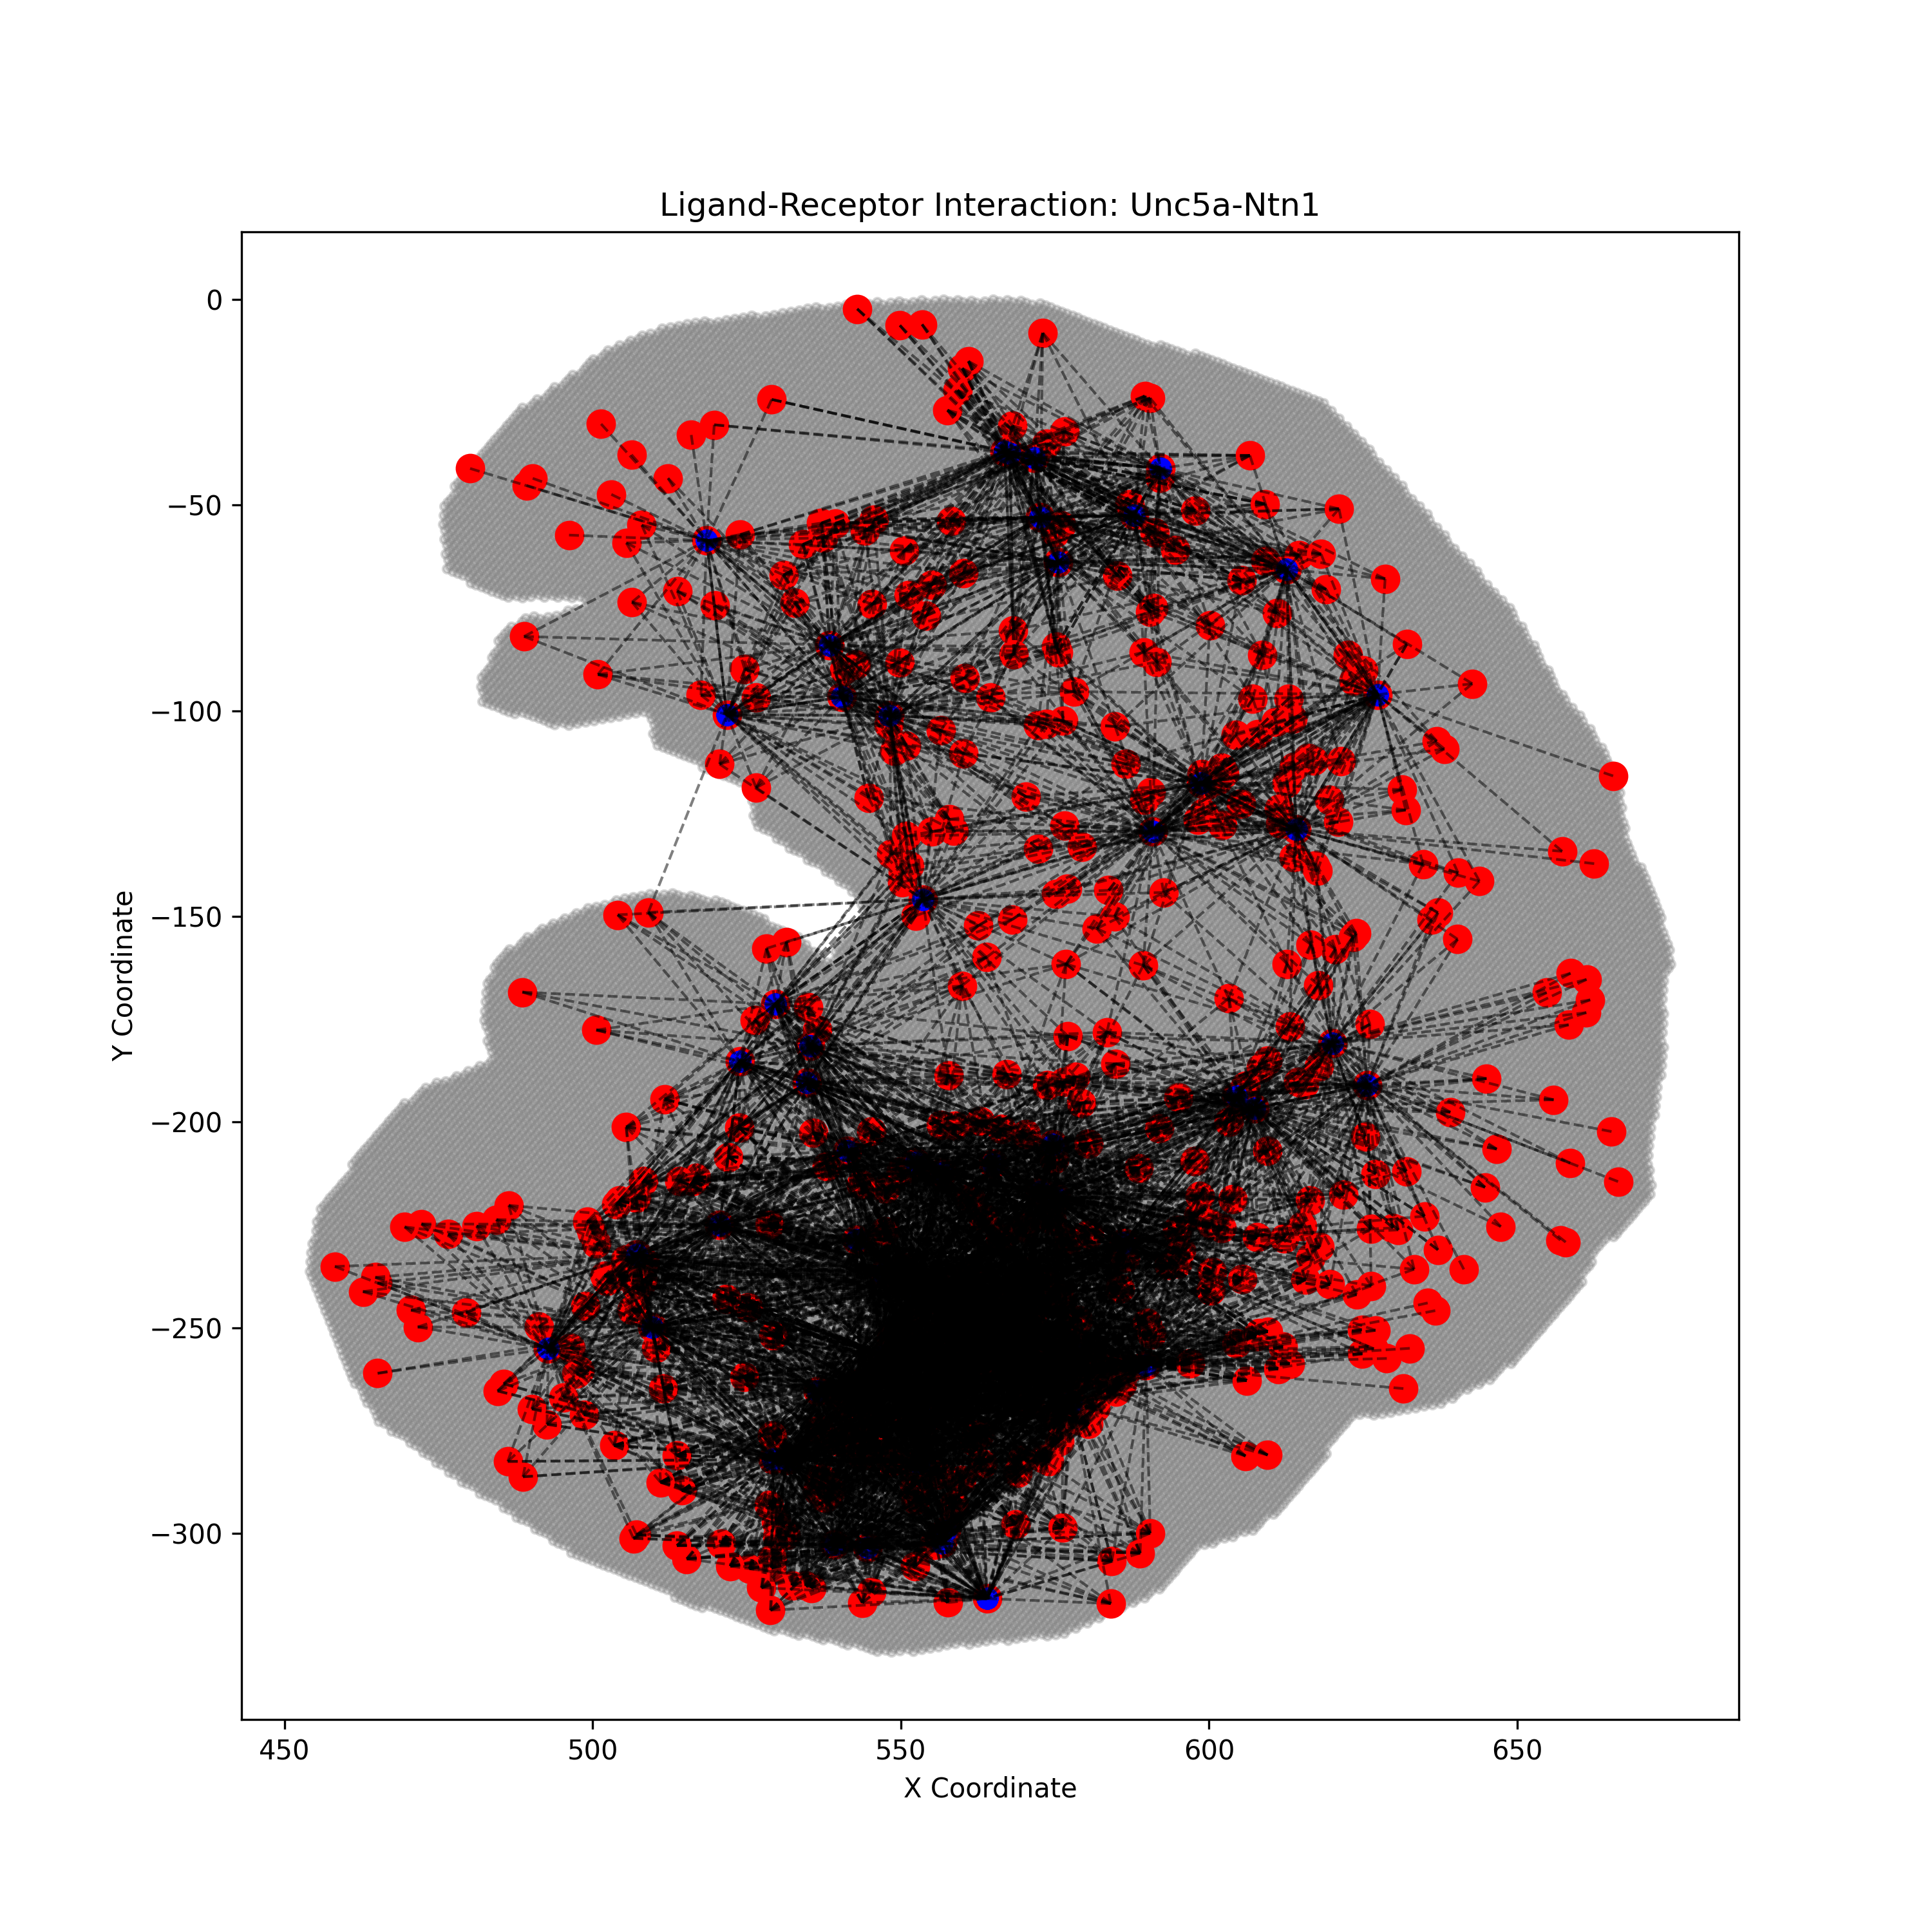 Ligand-Receptor Interaction: Unc5a-Ntn1
0
−50
−100
−150
−200
−250
−300
Y Coordinate
450 500 550 600 650
X Coordinate